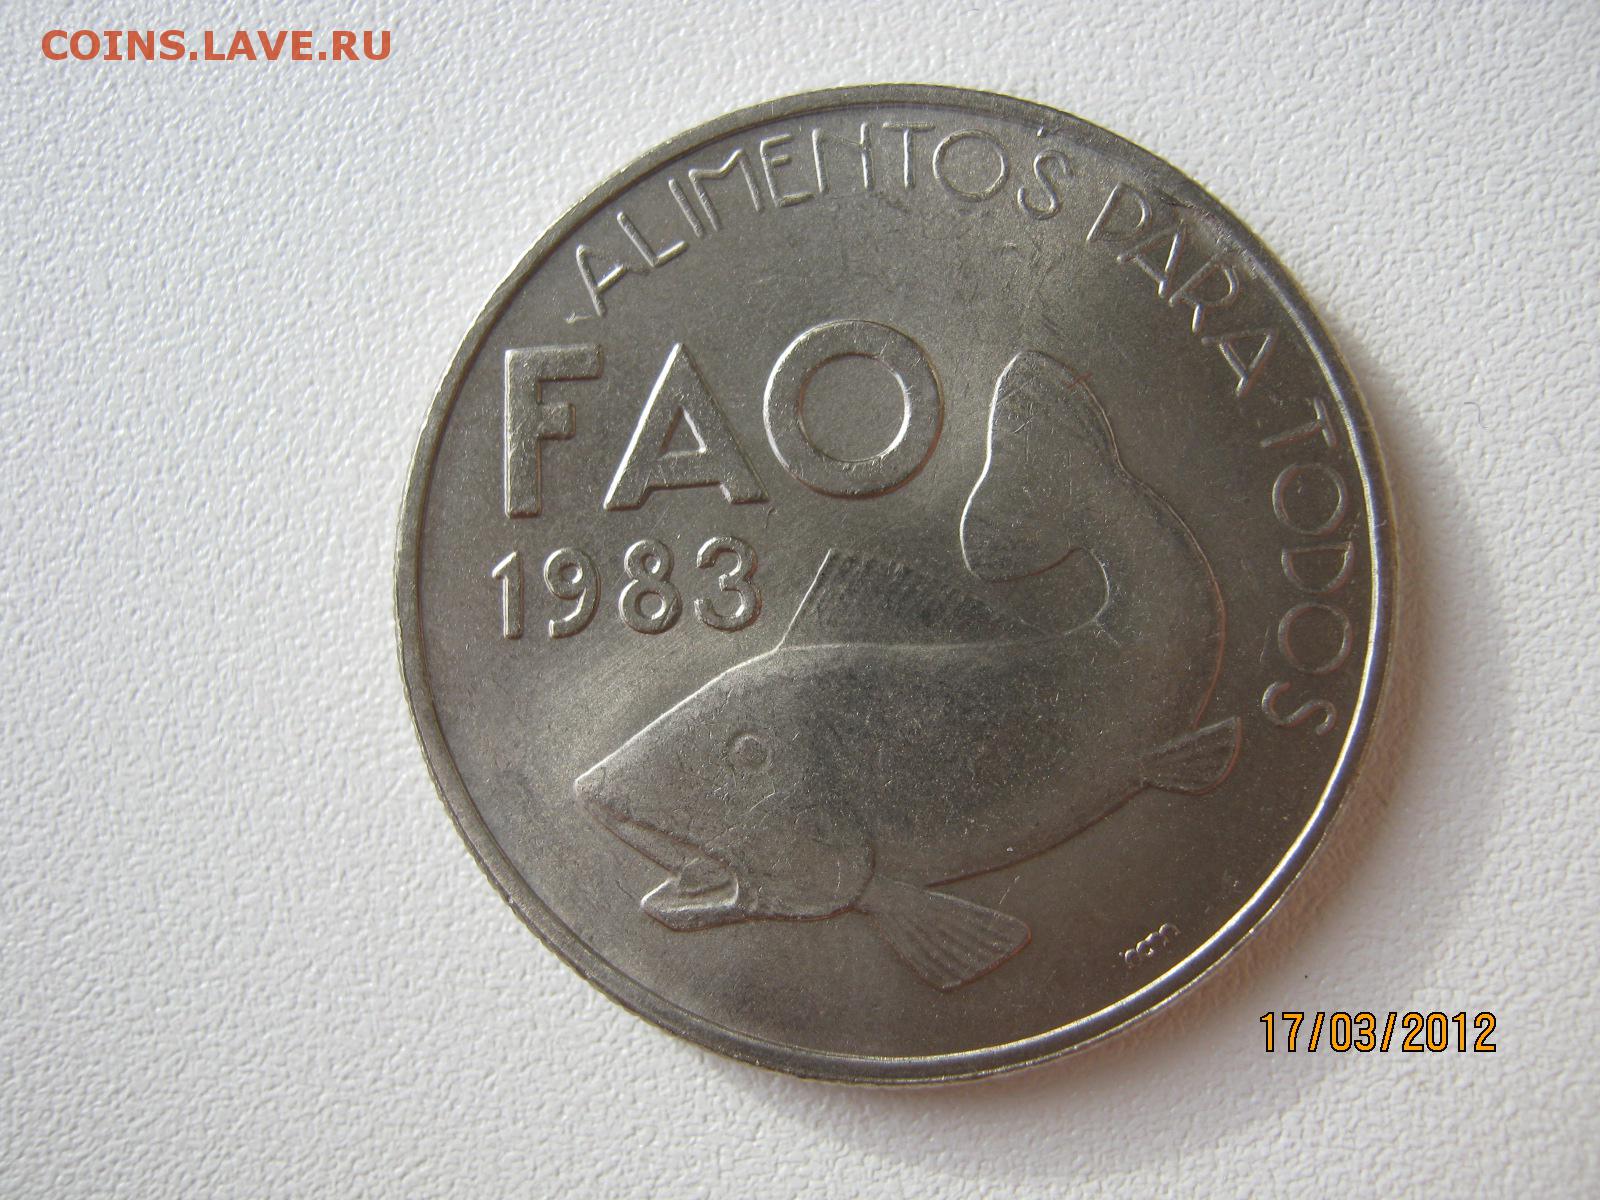 COINS.LAVE.RU
ALIMENTOS PARA TODOS
FAO
1983
17/03/2012